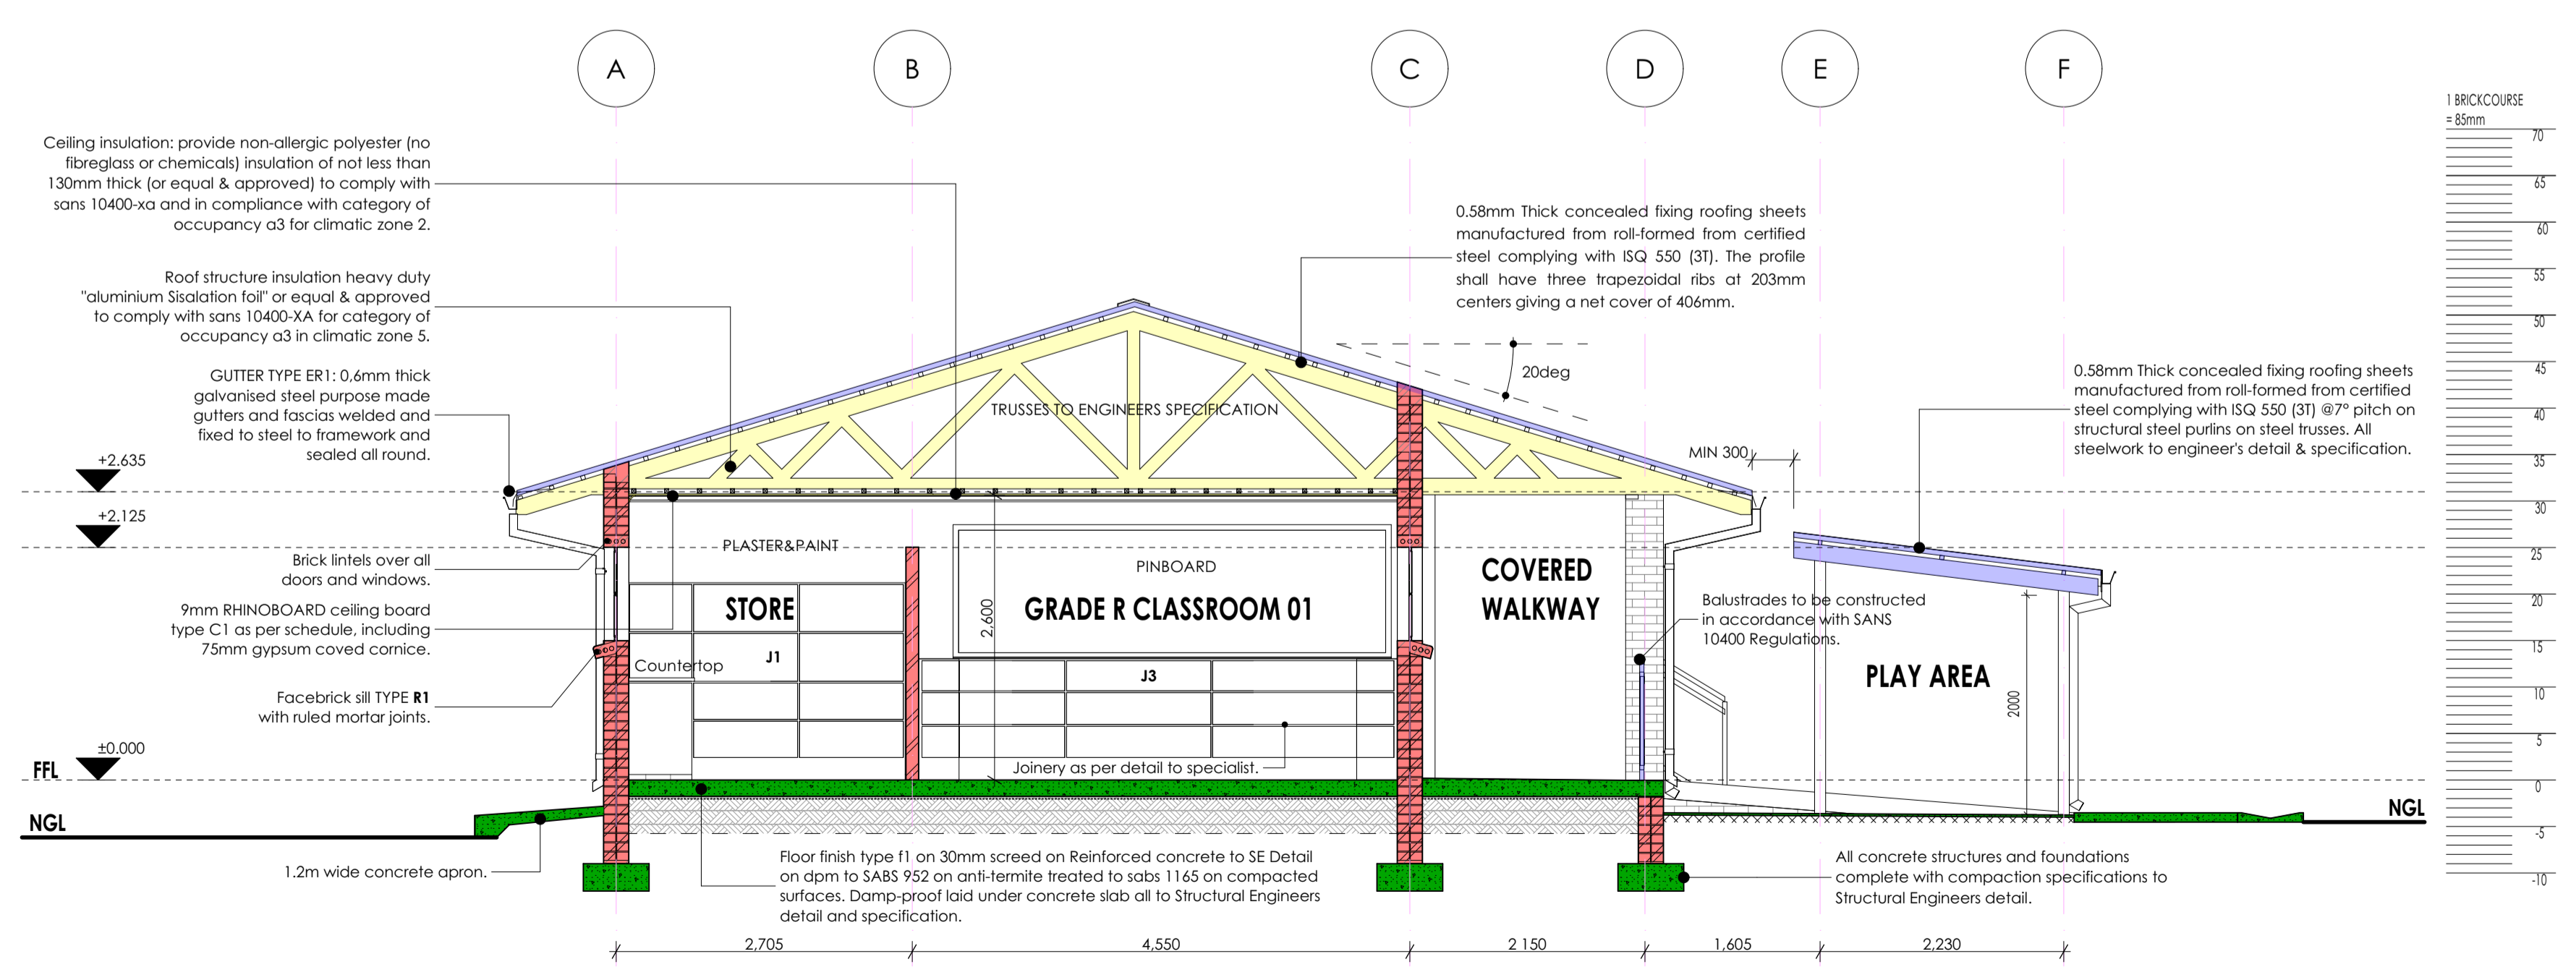 A
B
C
D
E
F
1 BRICKCOURSE
= 85mm
70
65
60
55
50
45
40
35
30
25
20
15
10
5
0
-5
-10
Ceiling insulation: provide non-allergic polyester (no
fibreglass or chemicals) insulation of not less than
130mm thick (or equal & approved) to comply with
sans 10400-xa and in compliance with category of
occupancy a3 for climatic zone 2.
Roof structure insulation heavy duty
"aluminium Sisalation foil" or equal & approved
to comply with sans 10400-XA for category of
occupancy a3 in climatic zone 5.
GUTTER TYPE ER1: 0,6mm thick
galvanised steel purpose made
gutters and fascias welded and
fixed to steel to framework and
sealed all round.
+2.635
+2.125
Brick lintels over all
doors and windows.
9mm RHINOBOARD ceiling board
type C1 as per schedule, including
75mm gypsum coved cornice.
Facebrick sill TYPE R1
with ruled mortar joints.
±0.000
FFL
NGL
1.2m wide concrete apron.
0.58mm Thick concealed fixing roofing sheets
manufactured from roll-formed from certified
steel complying with ISQ 550 (3T). The profile
shall have three trapezoidal ribs at 203mm
centers giving a net cover of 406mm.
20deg
TRUSSES TO ENGINEERS SPECIFICATION
MIN 300
0.58mm Thick concealed fixing roofing sheets
manufactured from roll-formed from certified
steel complying with ISQ 550 (3T) @7° pitch on
structural steel purlins on steel trusses. All
steelwork to engineer's detail & specification.
PLASTER&PAINT
STORE
J1
Countertop
PINBOARD
GRADE R CLASSROOM 01
2,600
J3
Joinery as per detail to specialist.
COVERED
WALKWAY
Balustrades to be constructed
in accordance with SANS
10400 Regulations.
PLAY AREA
2000
NGL
Floor finish type f1 on 30mm screed on Reinforced concrete to SE Detail
on dpm to SABS 952 on anti-termite treated to sabs 1165 on compacted
surfaces. Damp-proof laid under concrete slab all to Structural Engineers
detail and specification.
All concrete structures and foundations
complete with compaction specifications to
Structural Engineers detail.
2,705
4,550
2 150
1,605
2,230